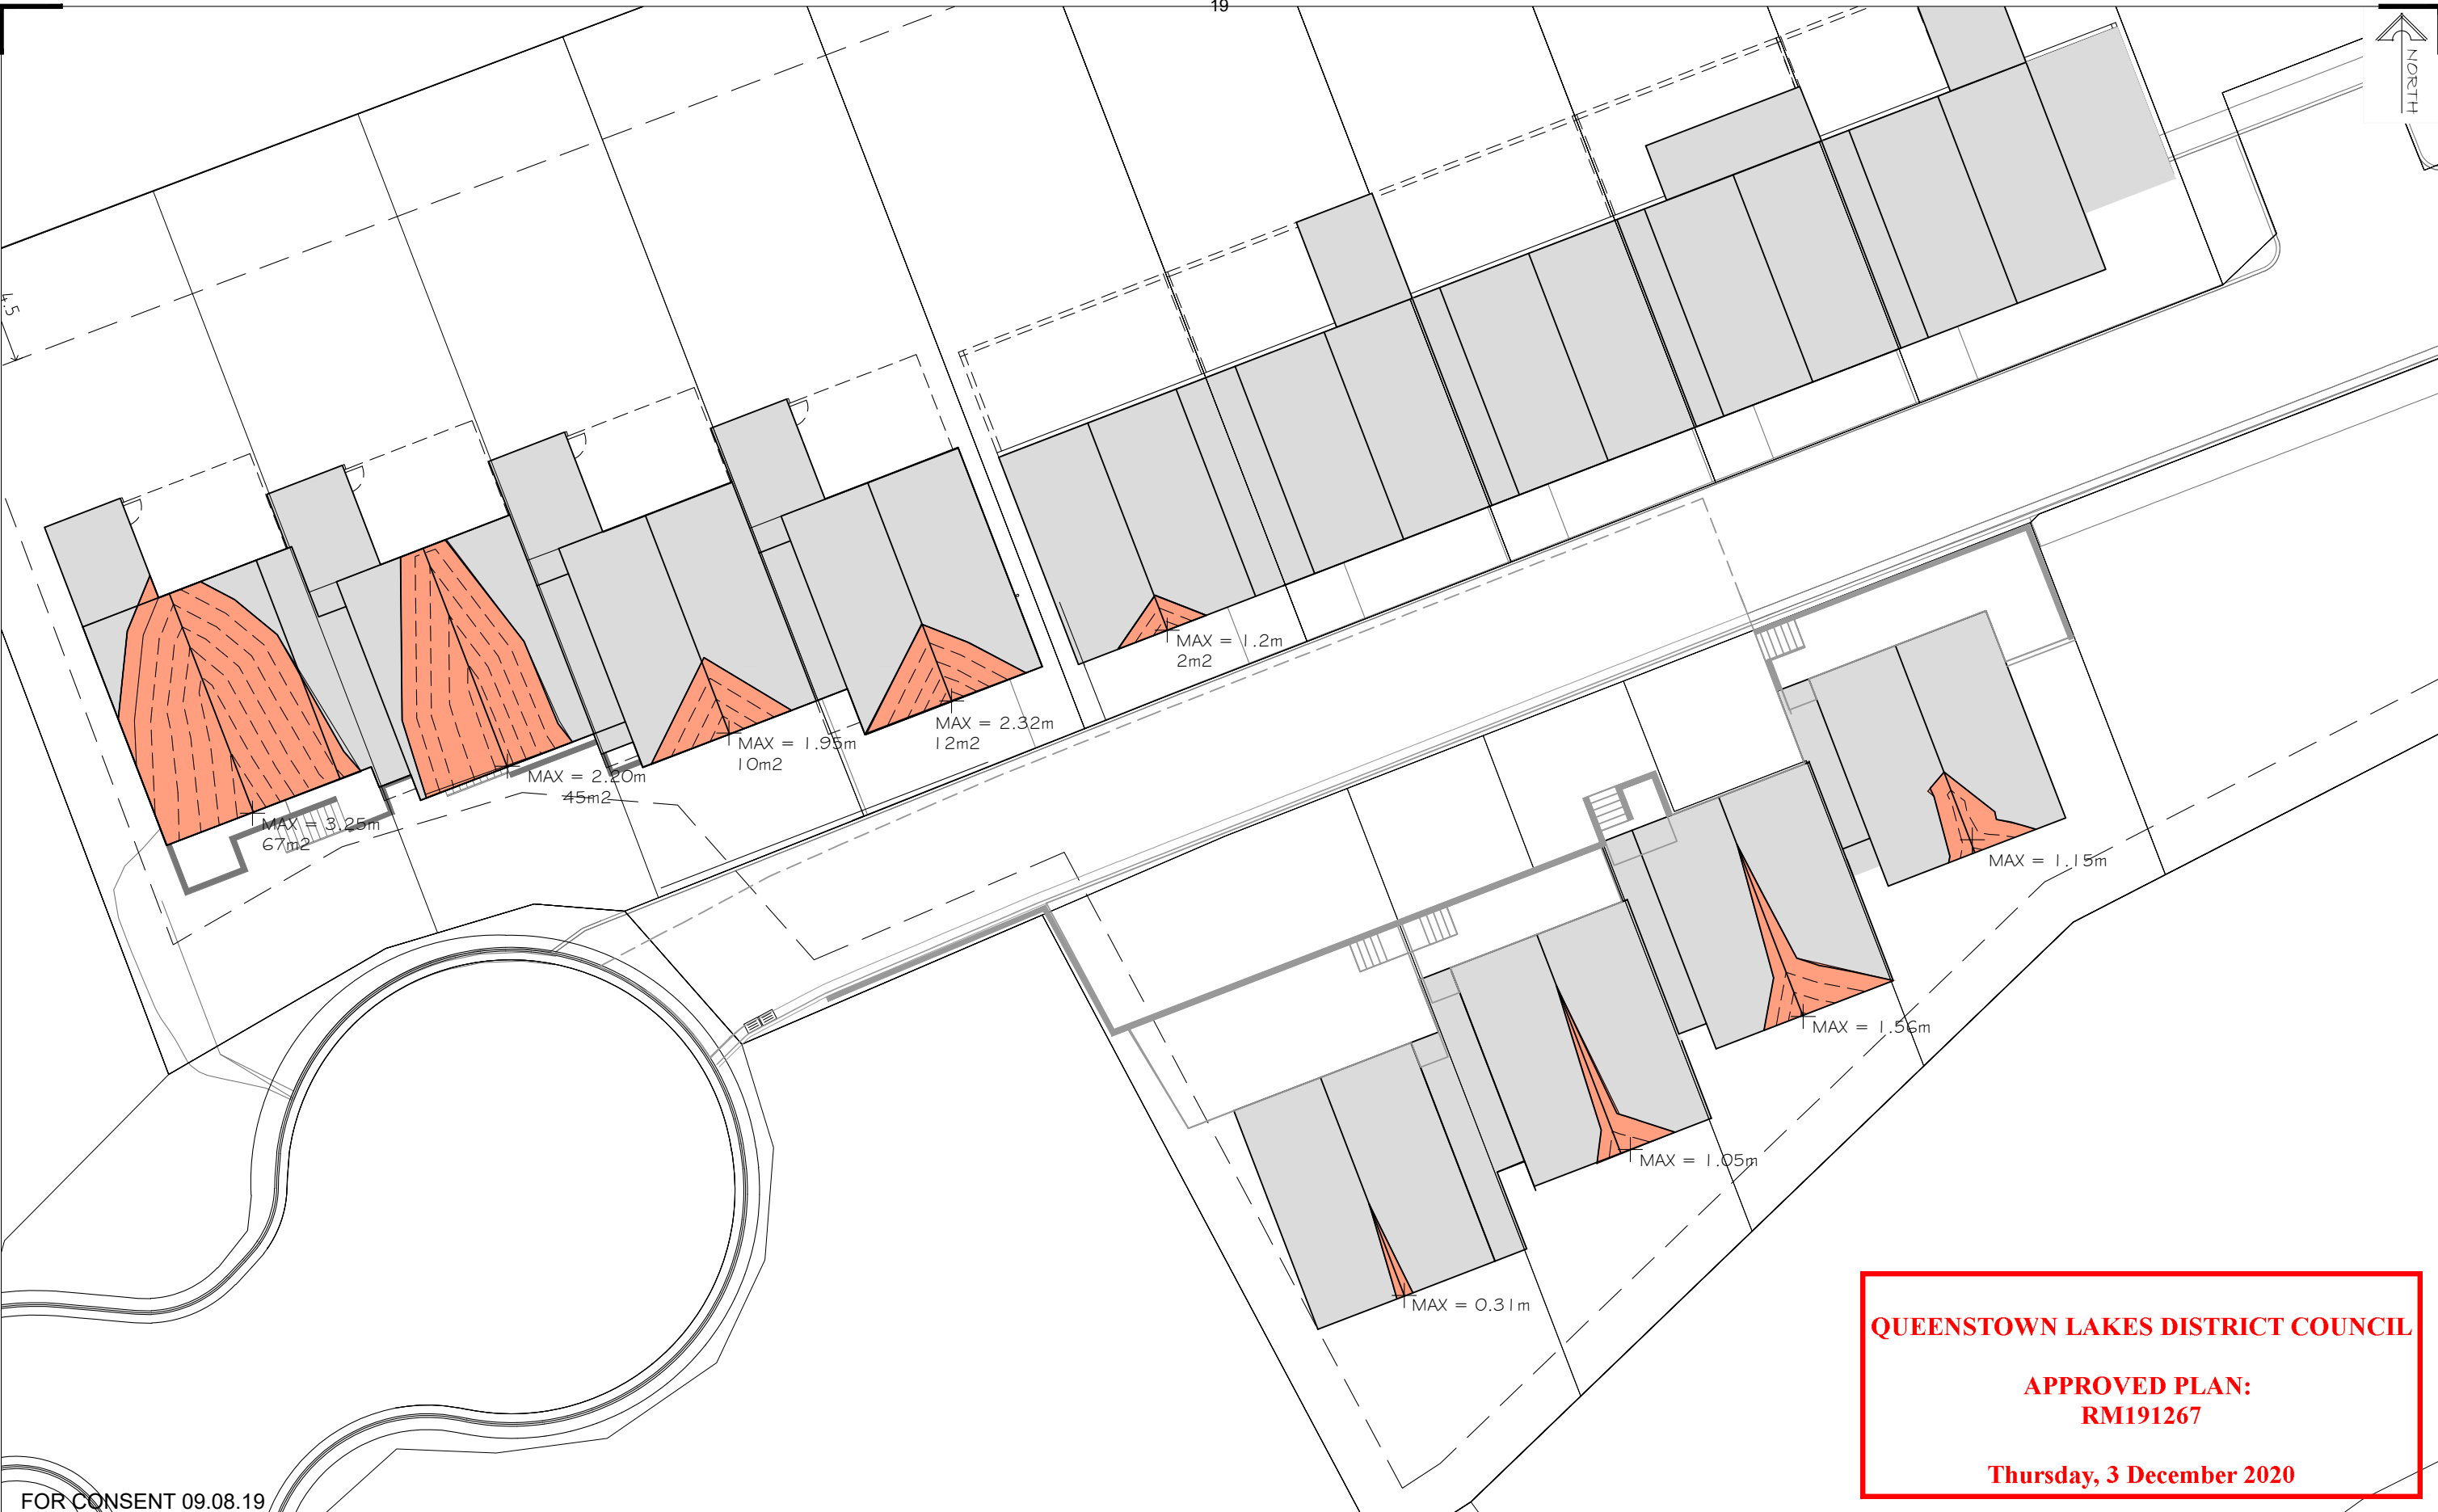 19
NORTH
4.5
MAX = 1.2m
2m2
MAX = 2.32m
12m2
MAX = 1.95m
10m2
MAX = 2.20m
45m2
MAX = 3.25m
67m2
MAX = 1.15m
MAX = 1.56m
MAX = 1.05m
MAX = 0.31m
QUEENSTOWN LAKES DISTRICT COUNCIL
APPROVED PLAN:
RM191267
Thursday, 3 December 2020
FOR CONSENT 09.08.19